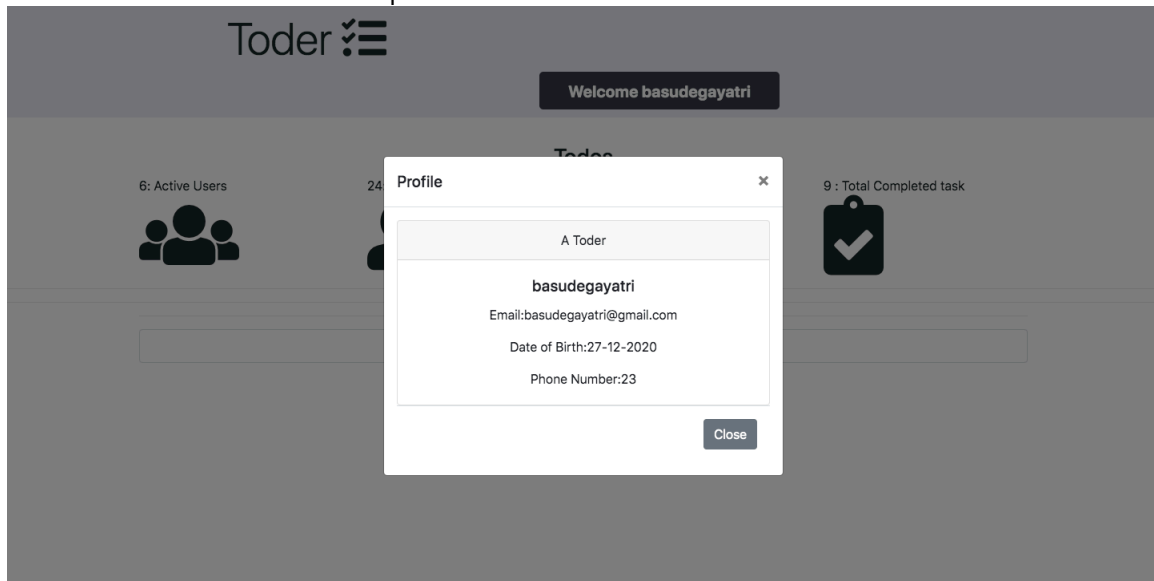 Toder
Welcome basudegayatri
Todos
6: Active Users
24:
9 : Total Completed task
Profile
×
A Toder
basudegayatri
Email:basudegayatri@gmail.com
Date of Birth:27-12-2020
Phone Number:23
Close